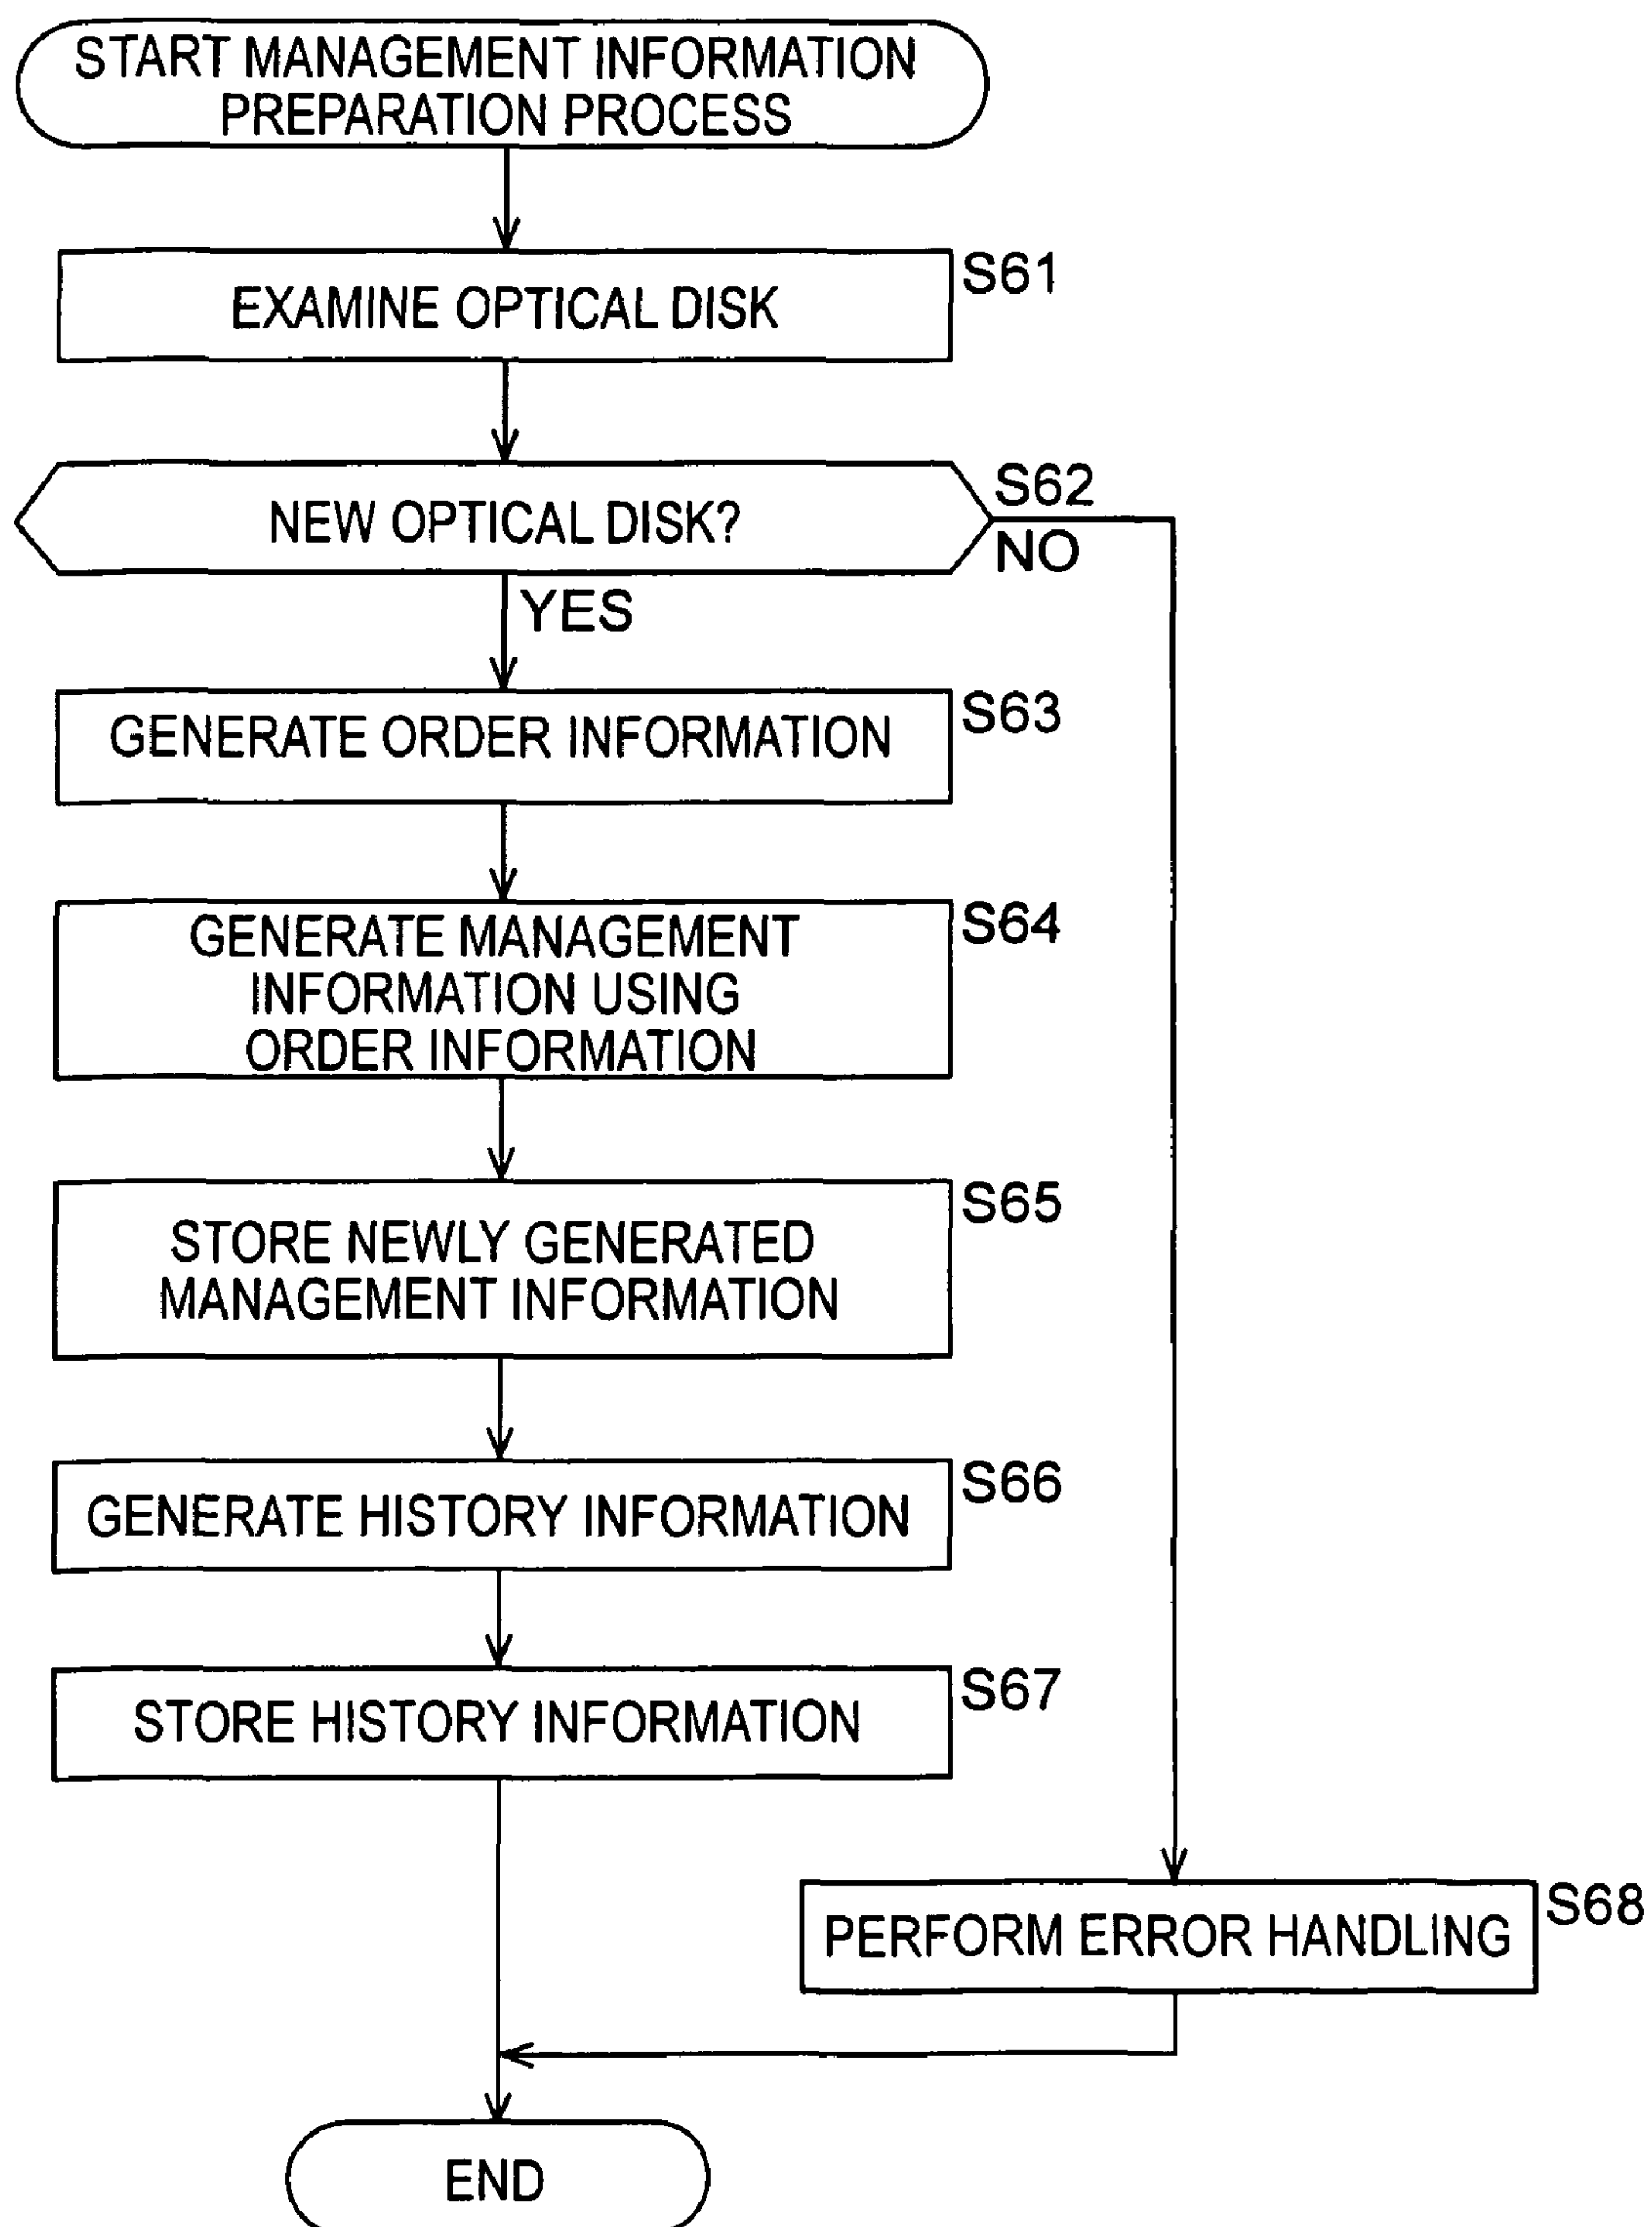 START MANAGEMENT INFORMATION
PREPARATION PROCESS
S61
EXAMINE OPTICAL DISK
S62
NEW OPTICAL DISK?
NO
YES
S63
GENERATE ORDER INFORMATION
S64
GENERATE MANAGEMENT
INFORMATION USING
ORDER INFORMATION
S65
STORE NEWLY GENERATED
MANAGEMENT INFORMATION
S66
GENERATE HISTORY INFORMATION
S67
STORE HISTORY INFORMATION
S68
PERFORM ERROR HANDLING
END